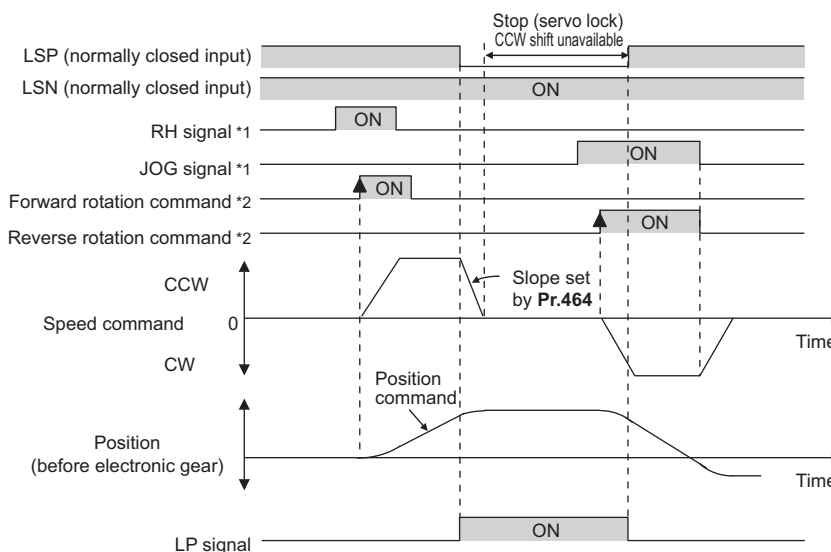 Stop (servo lock)
CCW shift unavailable
LSP (normally closed input)
LSN (normally closed input)
ON
RH signal *1
ON
JOG signal *1
ON
Forward rotation command *2
ON
Reverse rotation command *2
ON
CCW
Slope set
by Pr.464
Speed command
0
Time
CW
Position
command
Position
(before electronic gear)
Time
LP signal
ON